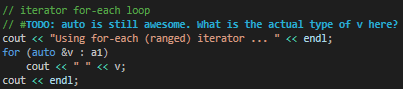 // iterator for-each loop
// #TODO: auto is still awesome. What is the actual type of v here?
cout << "Using for-each (ranged) iterator ... " << endl;
for (auto &v : a1)
    cout << " " << v;
cout << endl;